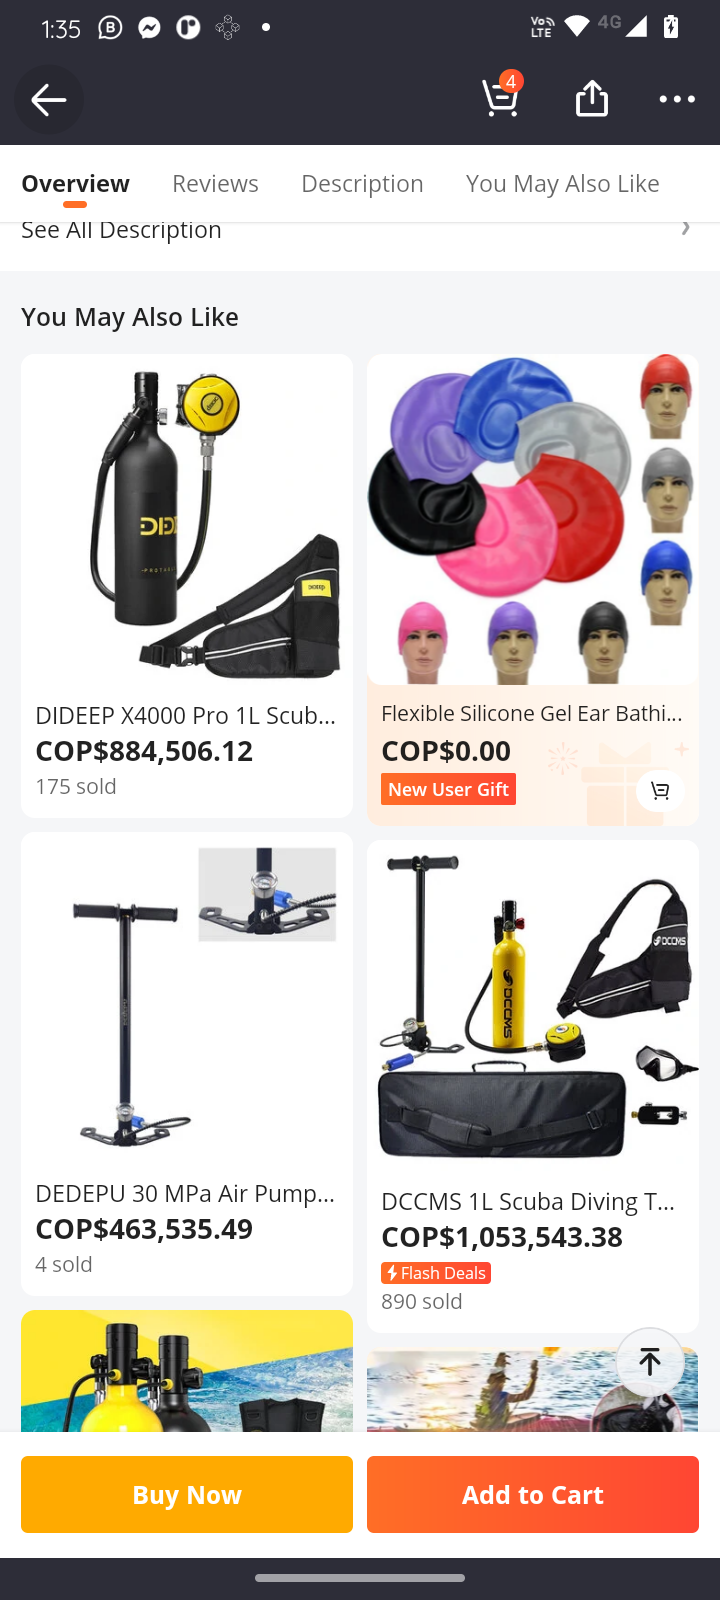 1:35
Vo)) LTE
4G
4
Overview
Reviews
Description
You May Also Like
See All Description
You May Also Like
DIDEEP X4000 Pro 1L Scub...
COP$884,506.12
175 sold
Flexible Silicone Gel Ear Bathi...
COP$0.00
New User Gift
DEDEPU 30 MPa Air Pump...
COP$463,535.49
4 sold
DCCMS
DCCMS
DCCMS 1L Scuba Diving T...
COP$1,053,543.38
Flash Deals
890 sold
Buy Now
Add to Cart